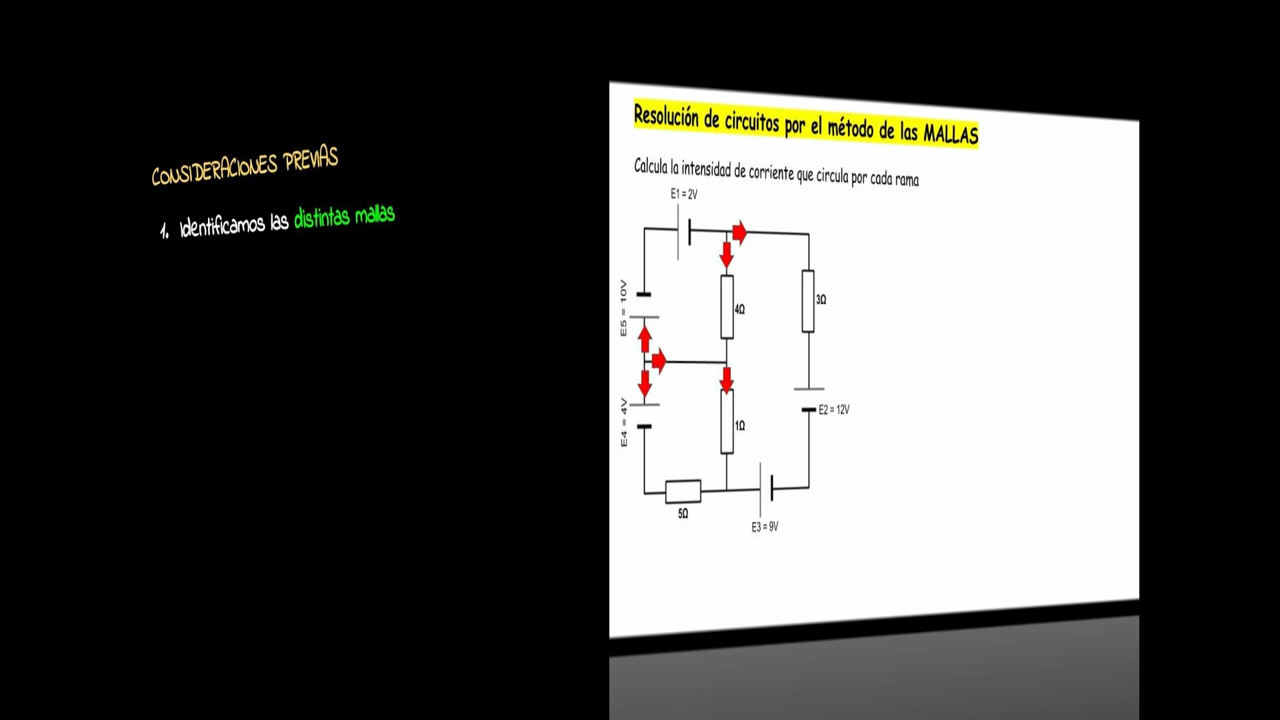 CONSIDERACIONES PREVIAS
1. Identificamos las distintas mallas
Resolución de circuitos por el método de las MALLAS
Calcula la intensidad de corriente que circula por cada rama
E1 = 2V
E5 = 10V
4Ω
3Ω
E4 = 4V
1Ω
E2 = 12V
5Ω
E3 = 9V